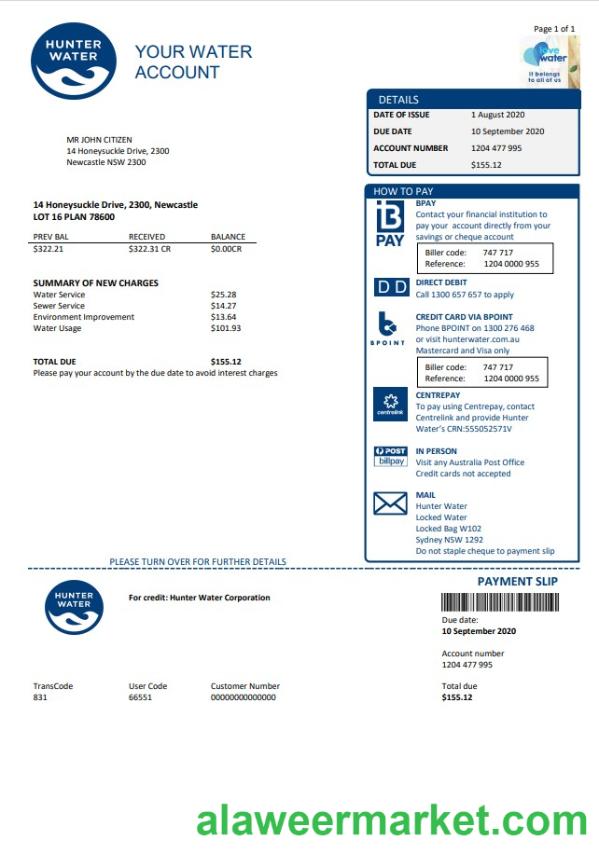 Page 1 of 1
HUNTER
WATER
YOUR WATER
ACCOUNT
love
water
it belongs
to all of us
DETAILS
DATE OF ISSUE 1 August 2020
DUE DATE 10 September 2020
ACCOUNT NUMBER 1204 477 995
TOTAL DUE $155.12
MR JOHN CITIZEN
14 Honeysuckle Drive, 2300
Newcastle NSW 2300
14 Honeysuckle Drive, 2300, Newcastle
LOT 16 PLAN 78600
PREV BAL RECEIVED BALANCE
$322.21 $322.31 CR $0.00CR
SUMMARY OF NEW CHARGES
Water Service $25.28
Sewer Service $14.27
Environment Improvement $13.64
Water Usage $101.93
TOTAL DUE $155.12
Please pay your account by the due date to avoid interest charges
HOW TO PAY
B
PAY
BPAY
Contact your financial institution to
pay your account directly from your
savings or cheque account
Biller code: 747 717
Reference: 1204 0000 955
D D
DIRECT DEBIT
Call 1300 657 657 to apply
b
BPOINT
CREDIT CARD VIA BPOINT
Phone BPOINT on 1300 276 468
or visit hunterwater.com.au
Mastercard and Visa only
Biller code: 747 717
Reference: 1204 0000 955
centrelink
CENTREPAY
To pay using Centrepay, contact
Centrelink and provide Hunter
Water's CRN:555052571V
POST
billpay
IN PERSON
Visit any Australia Post Office
Credit cards not accepted
MAIL
Hunter Water
Locked Water
Locked Bag W102
Sydney NSW 1292
Do not staple cheque to payment slip
PLEASE TURN OVER FOR FURTHER DETAILS
HUNTER
WATER
For credit: Hunter Water Corporation
PAYMENT SLIP
Due date:
10 September 2020
Account number
1204 477 995
TransCode User Code Customer Number Total due
831 66551 00000000000000 $155.12
alaweermarket.com